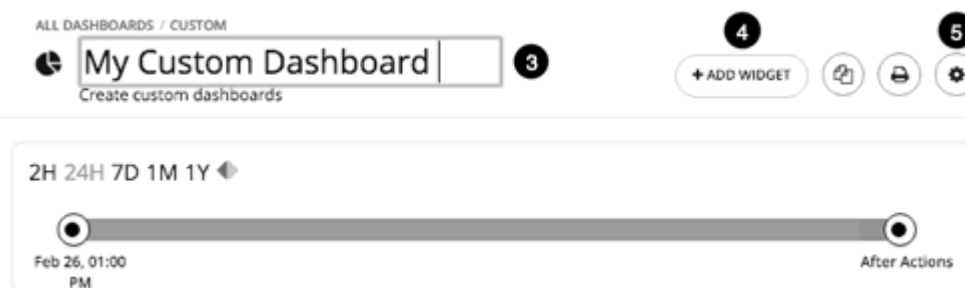 ALL DASHBOARDS / CUSTOM
My Custom Dashboard
3
4
5
+ ADD WIDGET
Create custom dashboards
2H 24H 7D 1M 1Y
Feb 26, 01:00
PM
After Actions